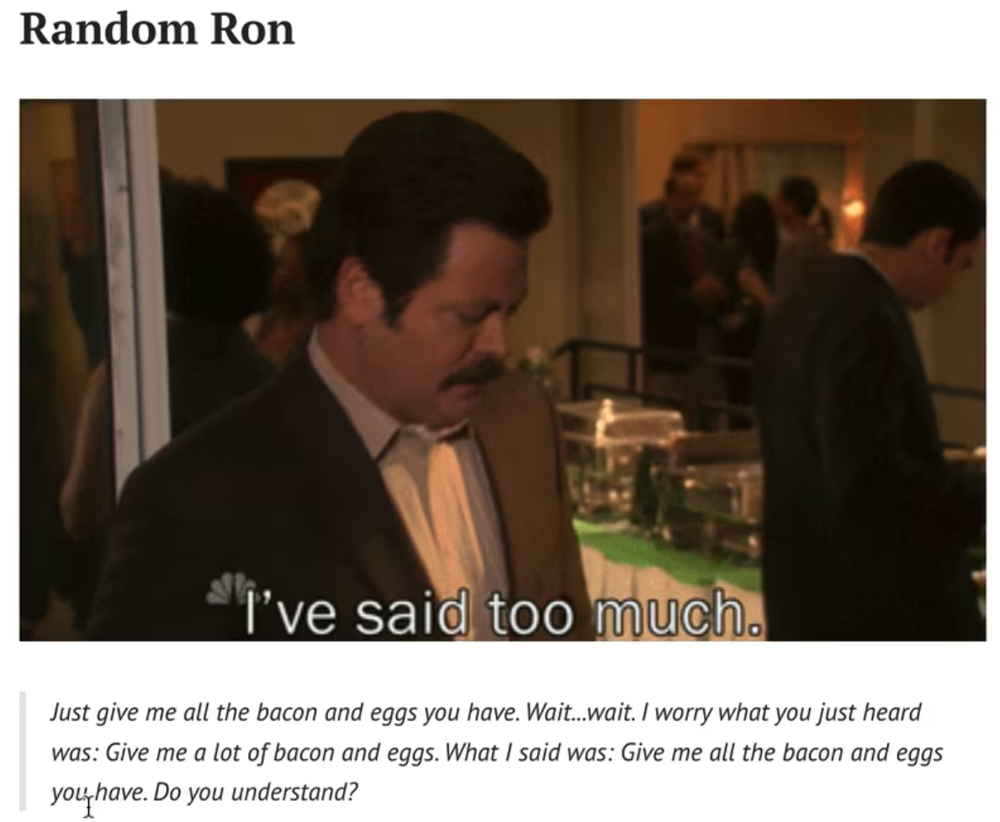 Random Ron
I've said too much.
Just give me all the bacon and eggs you have. Wait...wait. I worry what you just heard
was: Give me a lot of bacon and eggs. What I said was: Give me all the bacon and eggs
you have. Do you understand?